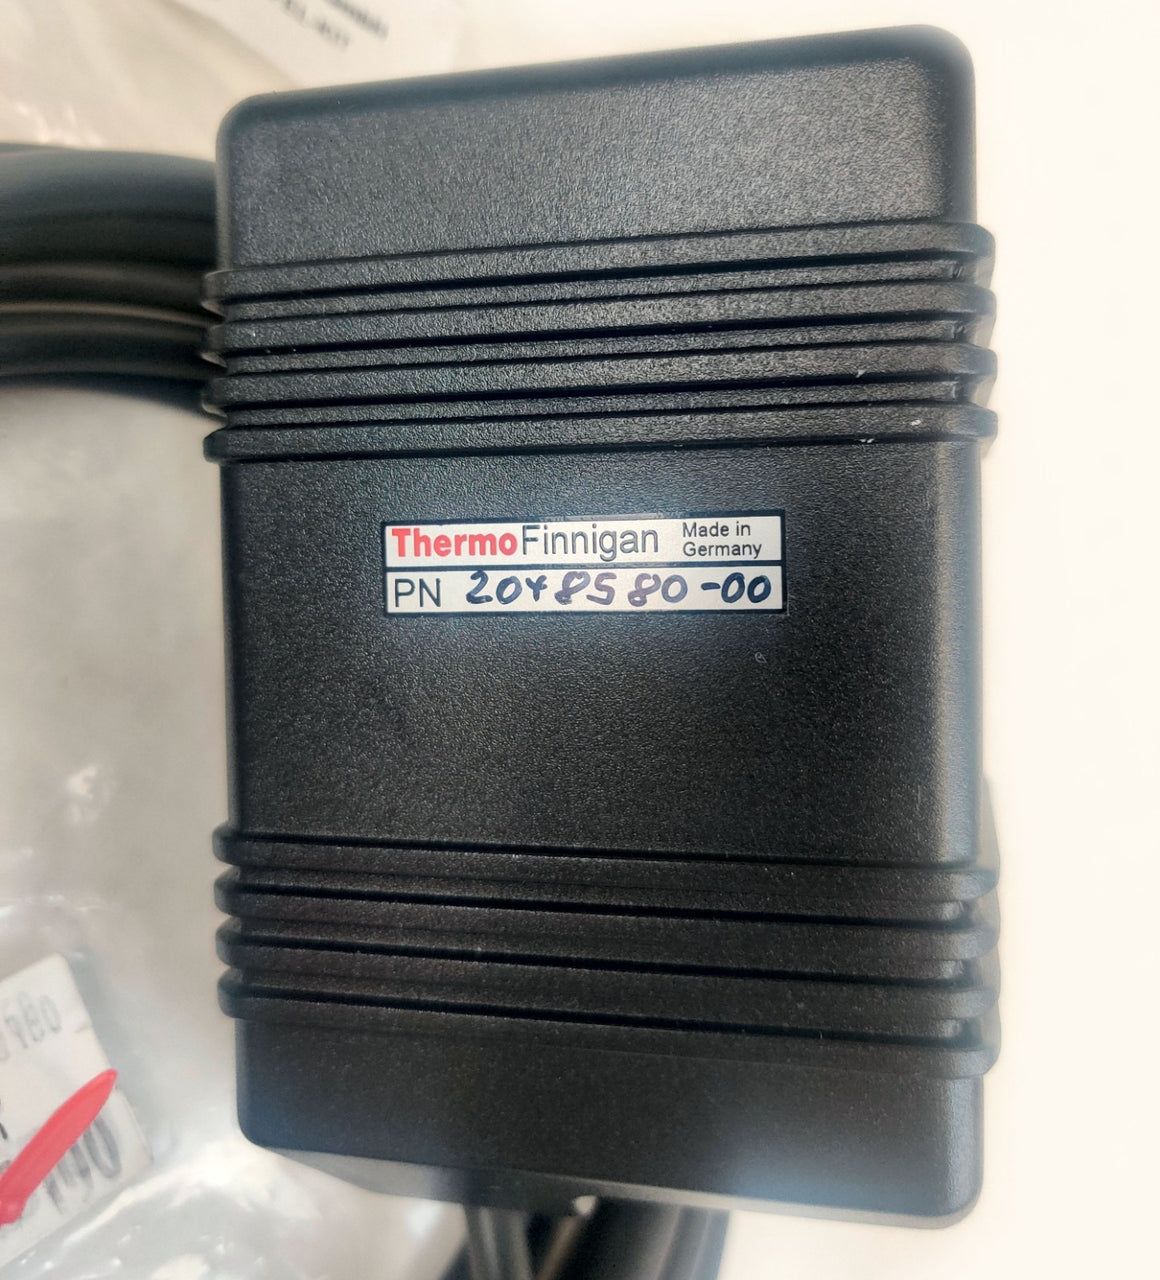 ThermoFinnigan Made in
Germany
PN 2048580-00